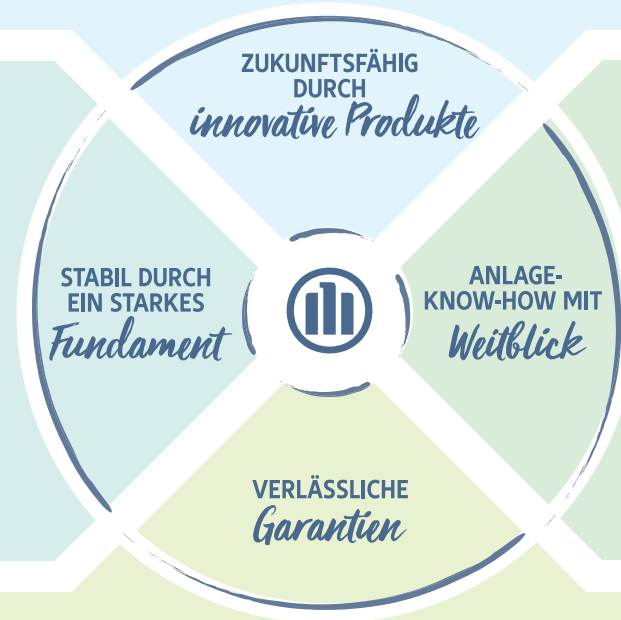 ZUKUNFTSFÄHIG
DURCH
innovative Produkte
STABIL DURCH
EIN STARKES
Fundament
ANLAGE-
KNOW-HOW MIT
Weitblick
VERLÄSSLICHE
Garantien